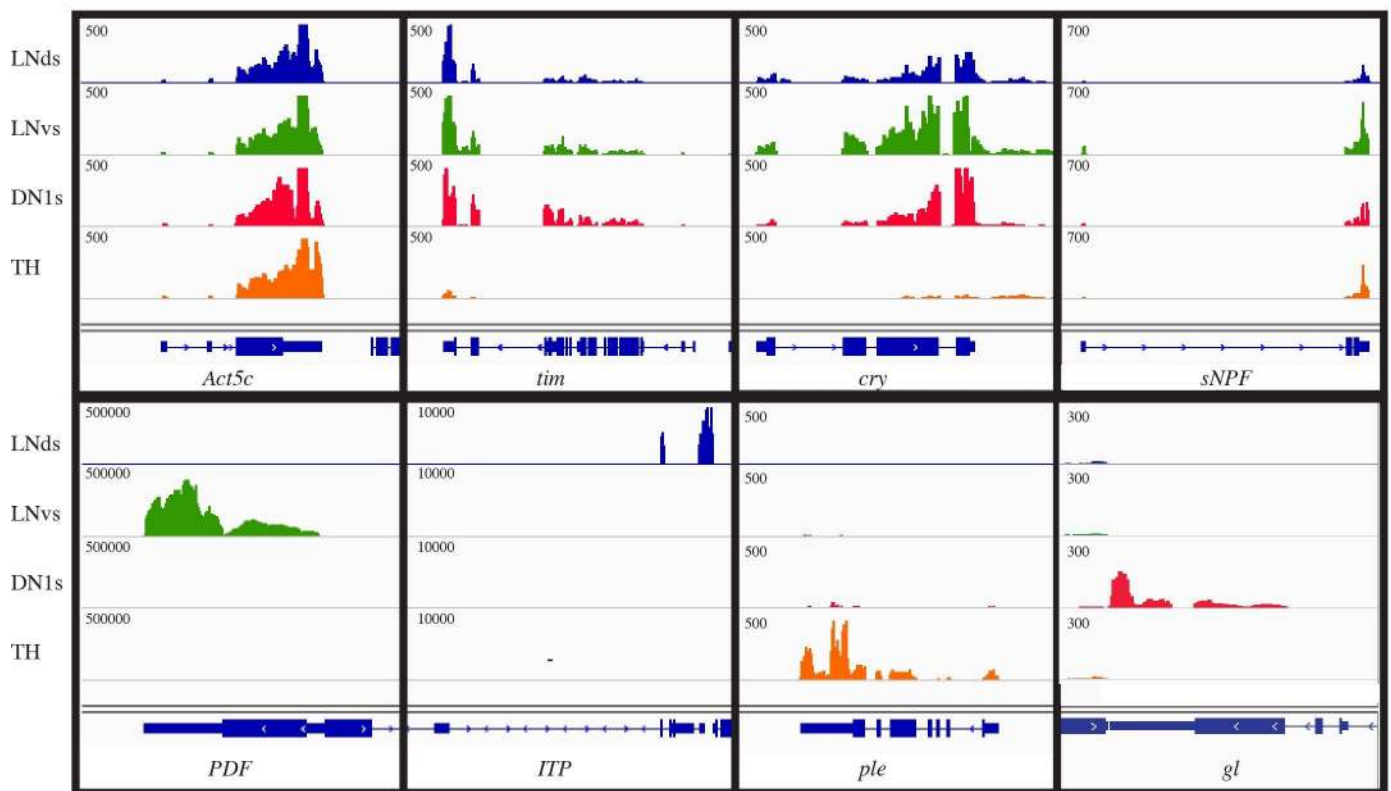 LNds 500 500 500 700
LNvs 500 500 500 700
DN1s 500 500 500 700
TH 500 500 500 700
Act5c tim cry sNPF
LNds 500000 10000 500 300
LNvs 500000 10000 500 300
DN1s 500000 10000 500 300
TH 500000 10000 500 300
PDF ITP ple gl